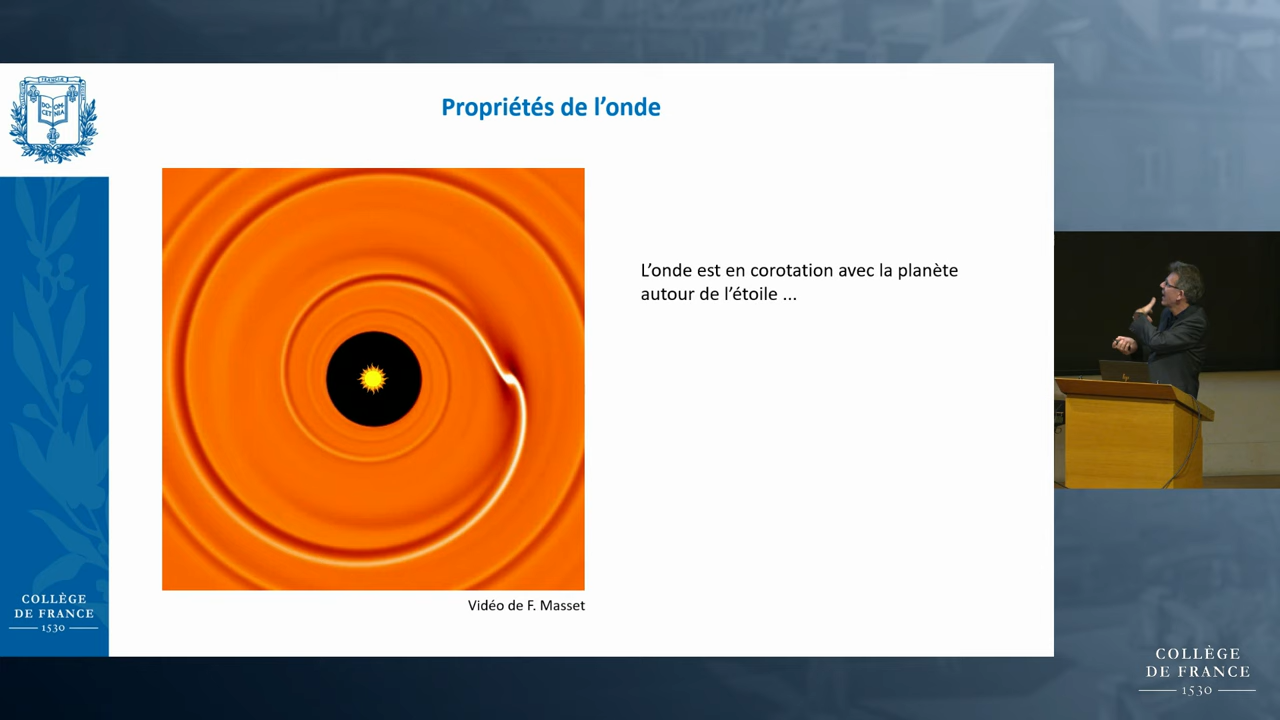 Propriétés de l’onde
L’onde est en corotation avec la planète
autour de l’étoile ...
Vidéo de F. Masset
COLLÈGE
DE FRANCE
1530
COLLÈGE
DE FRANCE
1530